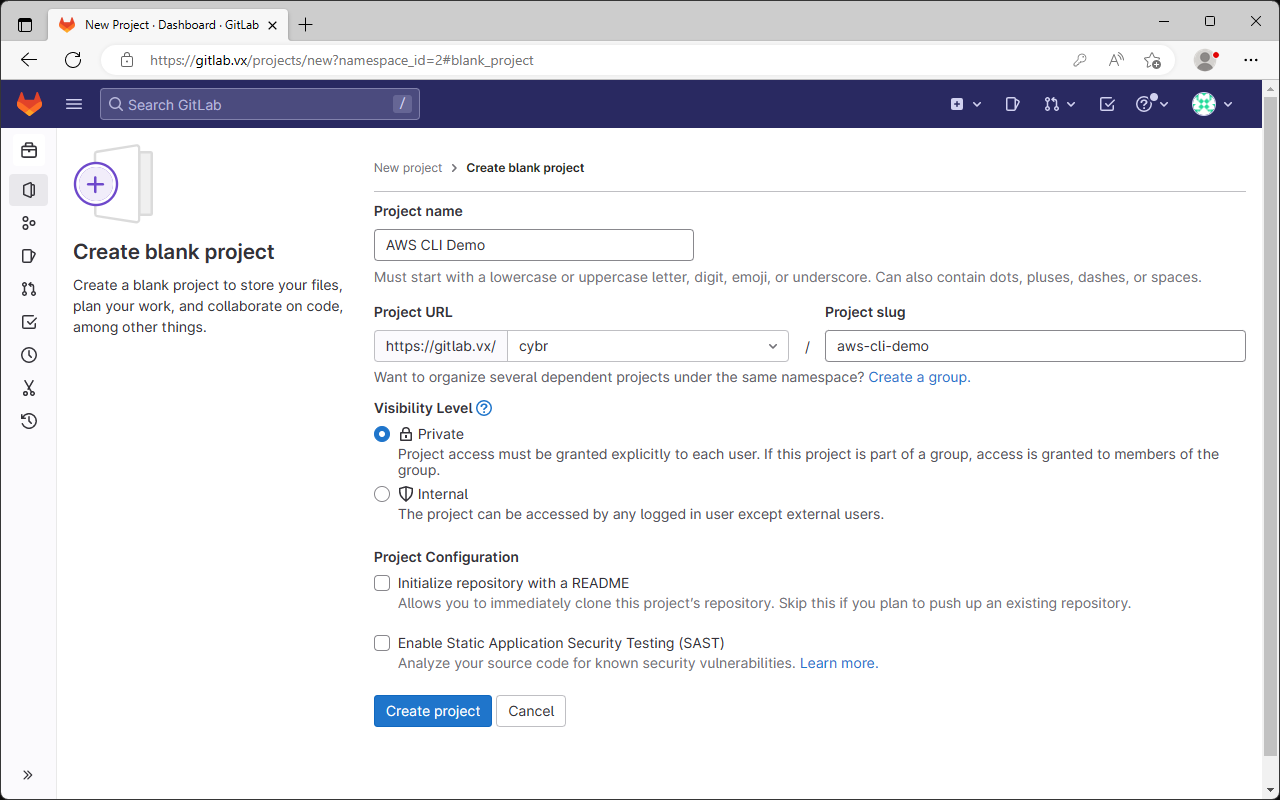 New Project · Dashboard · GitLab
https://gitlab.vx/projects/new?namespace_id=2#blank_project
Search GitLab /
New project > Create blank project
Create blank project
Create a blank project to store your files,
plan your work, and collaborate on code,
among other things.
Project name
AWS CLI Demo
Must start with a lowercase or uppercase letter, digit, emoji, or underscore. Can also contain dots, pluses, dashes, or spaces.
Project URL Project slug
https://gitlab.vx/ cybr / aws-cli-demo
Want to organize several dependent projects under the same namespace? Create a group.
Visibility Level
Private
Project access must be granted explicitly to each user. If this project is part of a group, access is granted to members of the
group.
Internal
The project can be accessed by any logged in user except external users.
Project Configuration
Initialize repository with a README
Allows you to immediately clone this project's repository. Skip this if you plan to push up an existing repository.
Enable Static Application Security Testing (SAST)
Analyze your source code for known security vulnerabilities. Learn more.
Create project Cancel